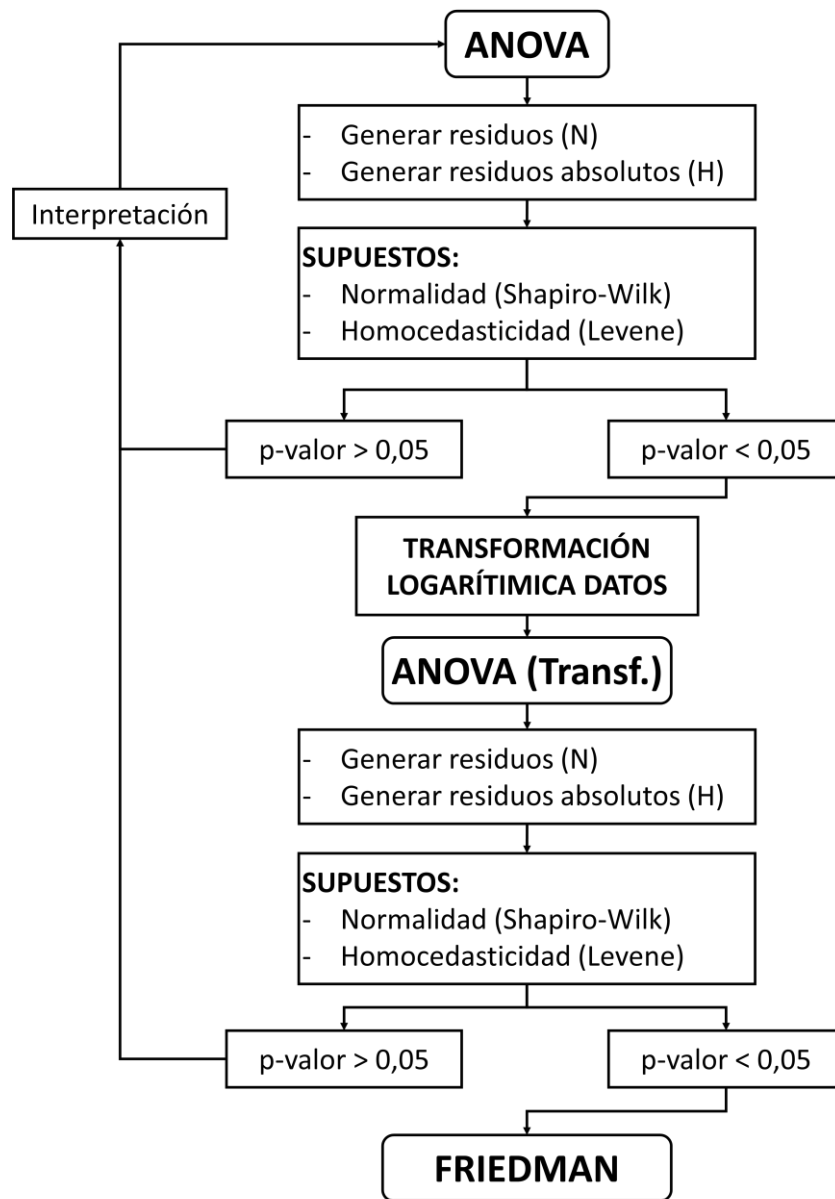 ANOVA
- Generar residuos (N)
- Generar residuos absolutos (H)
Interpretación
SUPUESTOS:
- Normalidad (Shapiro-Wilk)
- Homocedasticidad (Levene)
p-valor > 0,05
p-valor < 0,05
TRANSFORMACIÓN
LOGARÍTIMICA DATOS
ANOVA (Transf.)
- Generar residuos (N)
- Generar residuos absolutos (H)
SUPUESTOS:
- Normalidad (Shapiro-Wilk)
- Homocedasticidad (Levene)
p-valor > 0,05
p-valor < 0,05
FRIEDMAN